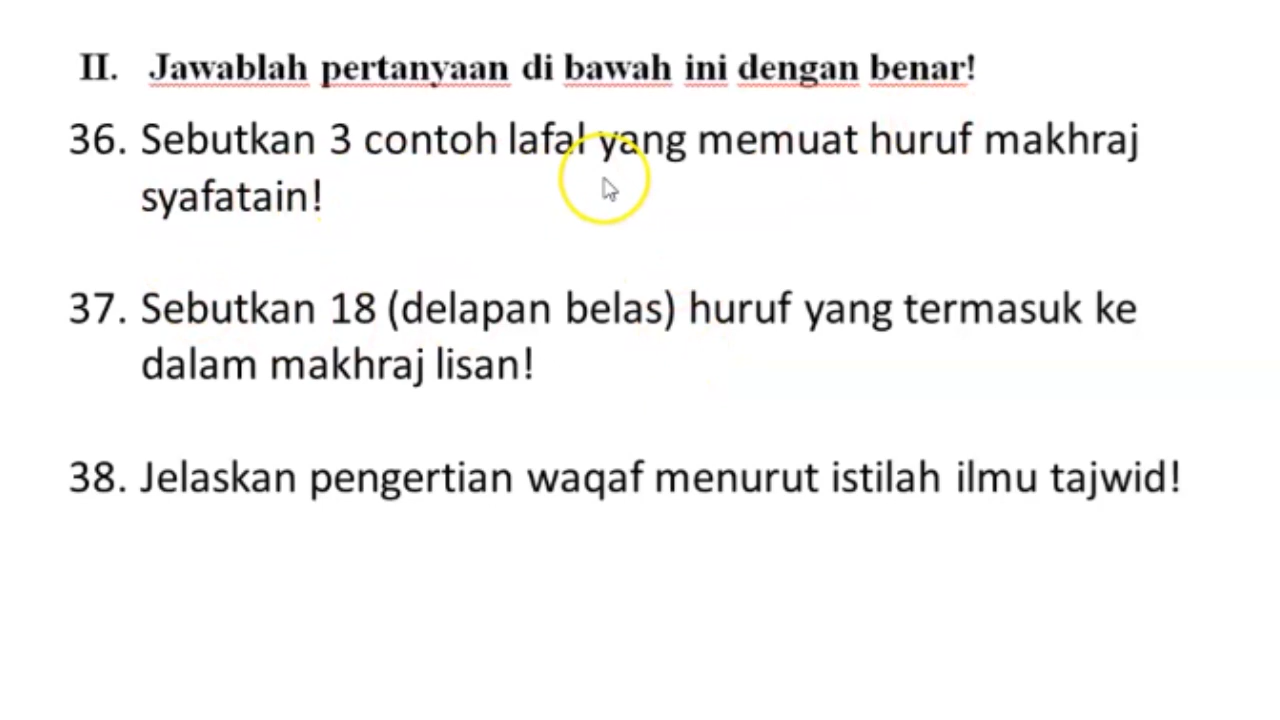 II. Jawablah pertanyaan di bawah ini dengan benar!
36. Sebutkan 3 contoh lafal yang memuat huruf makhraj
syafatain!
37. Sebutkan 18 (delapan belas) huruf yang termasuk ke
dalam makhraj lisan!
38. Jelaskan pengertian waqaf menurut istilah ilmu tajwid!